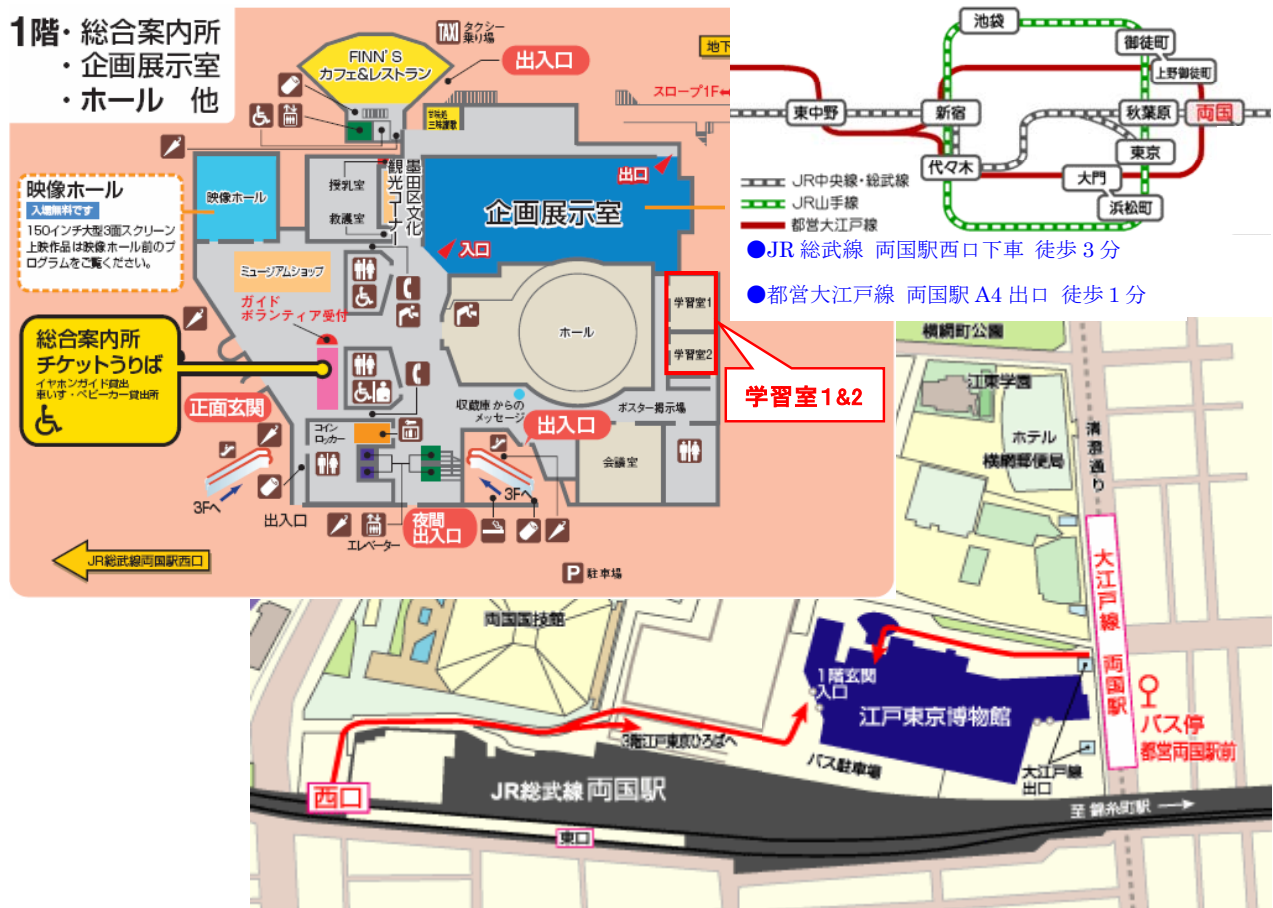 1階・総合案内所
・企画展示室
・ホール 他
TAXI タクシー
乗り場
FINN'S
カフェ&レストラン
出入口
地下
スロープ1F
甘味処
三味讃歌
映像ホール
入場無料です
150インチ大型3面スクリーン
上映作品は映像ホール前のプ
ログラムをご覧ください。
映像ホール
授乳室
救護室
墨田区文化
観光コーナー
出口
企画展示室
入口
ミュージアムショップ
ガイド
ボランティア受付
総合案内所
チケットうりば
イヤホンガイド貸出
車いす・ベビーカー貸出所
ホール
学習室1
学習室2
学習室1&2
正面玄関
コイン
ロッカー
収蔵庫からの
メッセージ
出入口
ポスター掲示場
会議室
3Fへ
出入口
エレベーター
夜間
出入口
3Fへ
JR総武線両国駅西口
P 駐車場
池袋
御徒町
上野御徒町
東中野
新宿
秋葉原
両国
代々木
東京
大門
浜松町
JR中央線・総武線
JR山手線
都営大江戸線
●JR 総武線 両国駅西口下車 徒歩 3 分
●都営大江戸線 両国駅 A4 出口 徒歩 1 分
横網町公園
江東学園
ホテル
横網郵便局
清澄通り
大江戸線 両国駅
両国国技館
1階玄関
入口
江戸東京博物館
バス停
都営両国駅前
3階江戸東京ひろばへ
バス駐車場
大江戸線
出口
西口
JR総武線両国駅
至錦糸町駅
東口